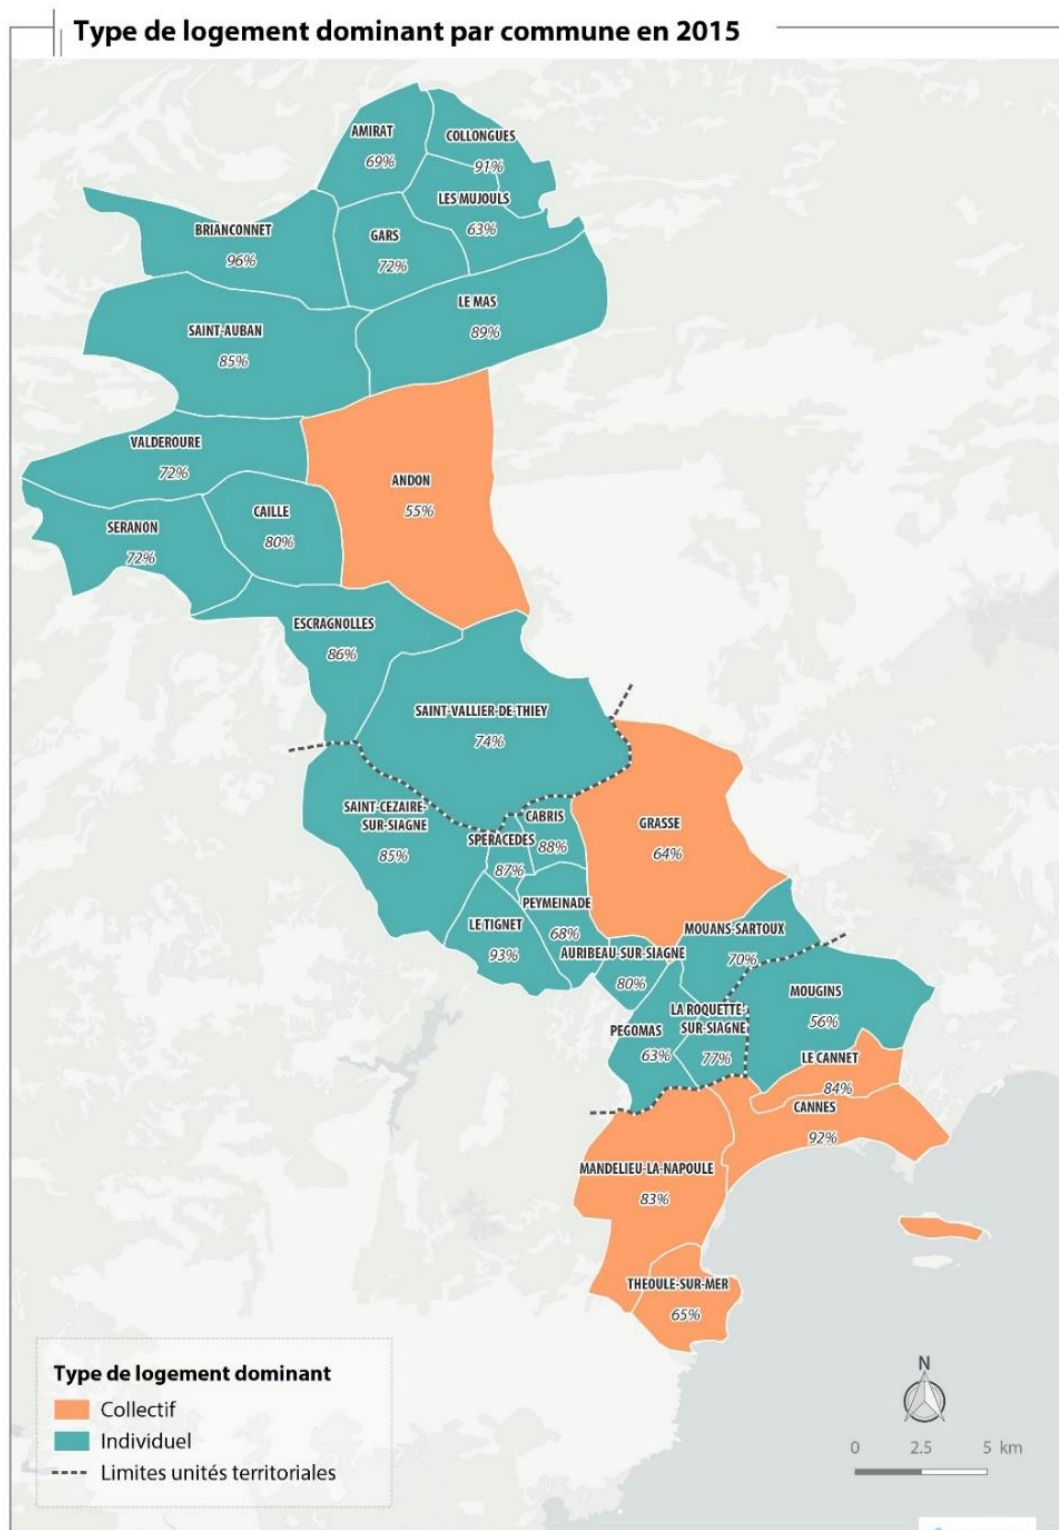 Type de logement dominant par commune en 2015
AMIRAT
69%
COLLONGUES
91%
LES MUJOULS
63%
BRIANCONNET
96%
GARS
72%
LE MAS
89%
SAINT-AUBAN
85%
VALDEROURE
72%
ANDON
55%
CAILLE
80%
SERANON
72%
ESCRAGNOLLES
86%
SAINT-VALLIER-DE-THIEY
74%
SAINT-CEZAIRE-
SUR-SIAGNE
85%
CABRIS
88%
SPERACEDES
87%
GRASSE
64%
PEYMEINADE
68%
LE TIGNET
93%
MOUANS-SARTOUX
70%
AURIBEAU-SUR-SIAGNE
80%
MOUGINS
56%
LA ROQUETTE-
SUR-SIAGNE
77%
PEGOMAS
63%
LE CANNET
84%
CANNES
92%
MANDELIEU-LA-NAPOULE
83%
THEOULE-SUR-MER
65%
Type de logement dominant
Collectif
Individuel
Limites unités territoriales
N
0 2.5 5 km